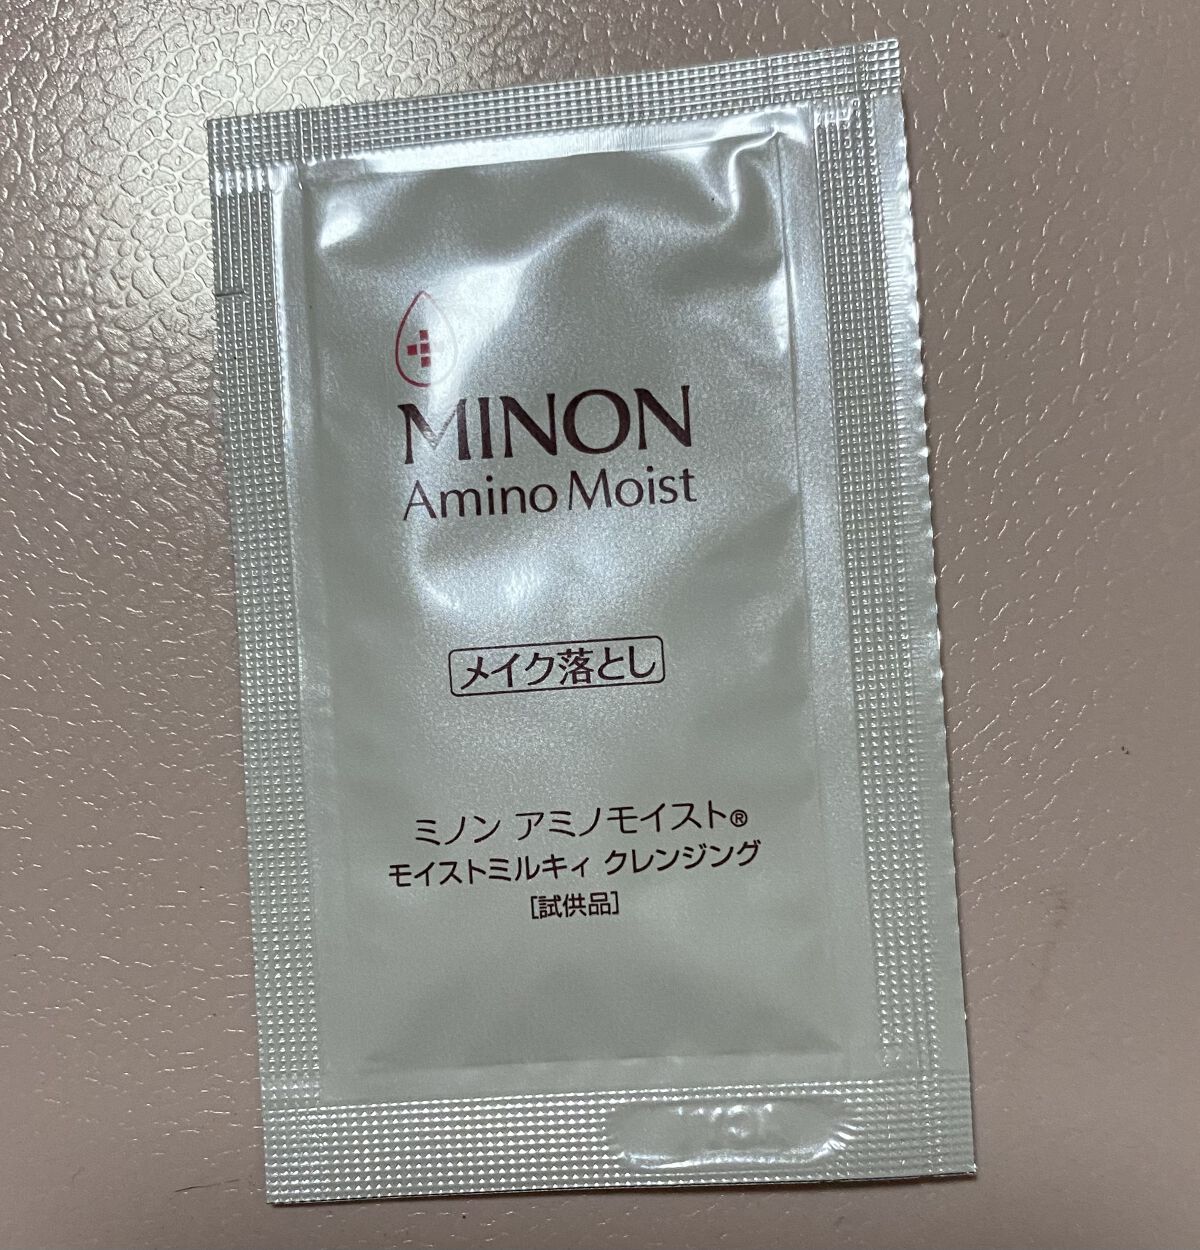 MINON
Amino Moist
メイク落とし
ミノン アミノモイスト®
モイストミルキィ クレンジング
[試供品]